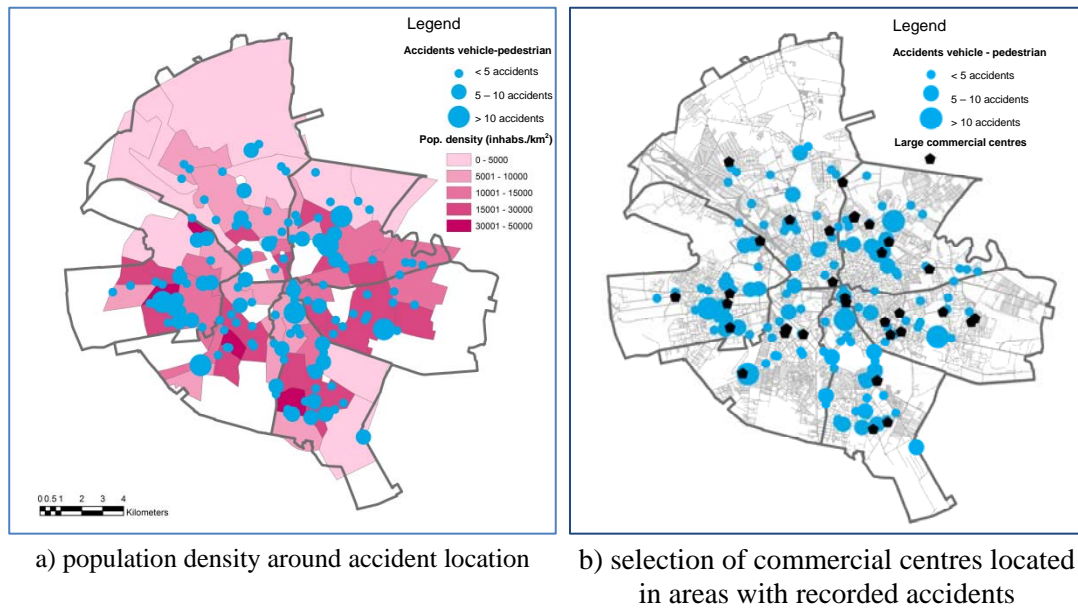 Legend
Accidents vehicle-pedestrian
< 5 accidents
5 – 10 accidents
> 10 accidents
Pop. density (inhabs./km²)
0 - 5000
5001 - 10000
10001 - 15000
15001 - 30000
30001 - 50000
0 0.5 1 2 3 4
Kilometers
a) population density around accident location
Legend
Accidents vehicle - pedestrian
< 5 accidents
5 – 10 accidents
> 10 accidents
Large commercial centres
b) selection of commercial centres located
in areas with recorded accidents